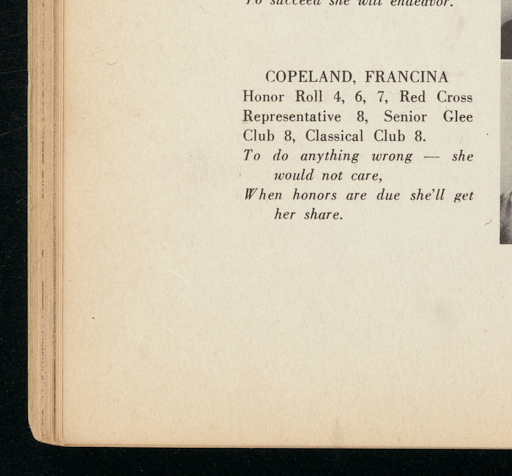 To succeed she will endeavor.
COPELAND, FRANCINA
Honor Roll 4, 6, 7, Red Cross
Representative 8, Senior Glee
Club 8, Classical Club 8.
To do anything wrong — she
would not care,
When honors are due she'll get
her share.